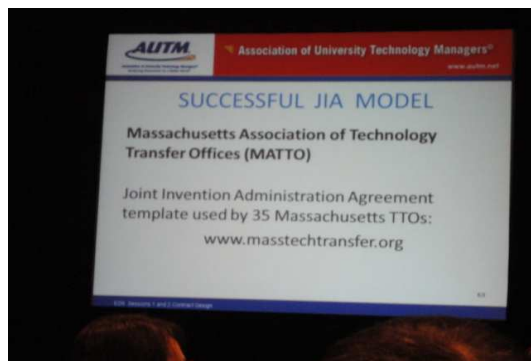 AUTM
Association of University Technology Managers®
www.autm.net
SUCCESSFUL JIA MODEL
Massachusetts Association of Technology
Transfer Offices (MATTO)
Joint Invention Administration Agreement
template used by 35 Massachusetts TTOs:
www.masstechtransfer.org